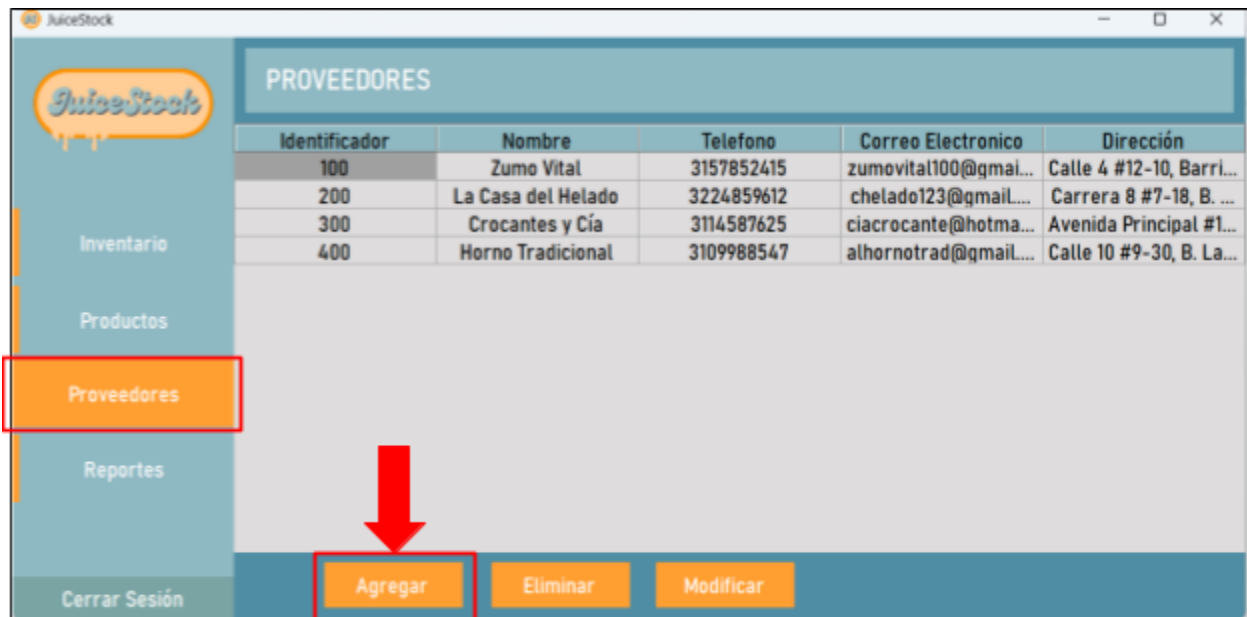 JuiceStock
JuiceStock
PROVEEDORES
Identificador Nombre Telefono Correo Electronico Dirección
100 Zumo Vital 3157852415 zumovital100@gmai... Calle 4 #12-10, Barri...
200 La Casa del Helado 3224859612 chelado123@gmail.... Carrera 8 #7-18, B. ...
300 Crocantes y Cía 3114587625 ciacrocante@hotma... Avenida Principal #1...
400 Horno Tradicional 3109988547 alhornotrad@gmail.... Calle 10 #9-30, B. La...
Inventario
Productos
Proveedores
Reportes
Cerrar Sesión
Agregar Eliminar Modificar